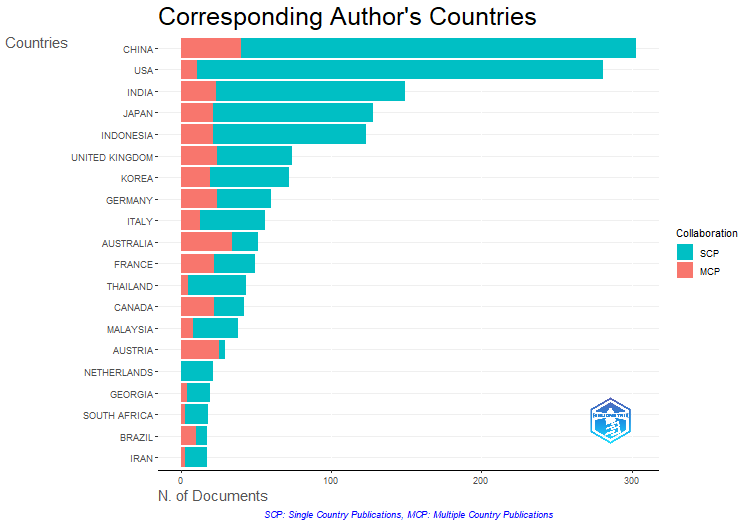 Corresponding Author's Countries
Countries
CHINA
USA
INDIA
JAPAN
INDONESIA
UNITED KINGDOM
KOREA
GERMANY
ITALY
AUSTRALIA
FRANCE
THAILAND
CANADA
MALAYSIA
AUSTRIA
NETHERLANDS
GEORGIA
SOUTH AFRICA
BRAZIL
IRAN
0 100 200 300
N. of Documents
SCP: Single Country Publications, MCP: Multiple Country Publications
Collaboration
SCP
MCP